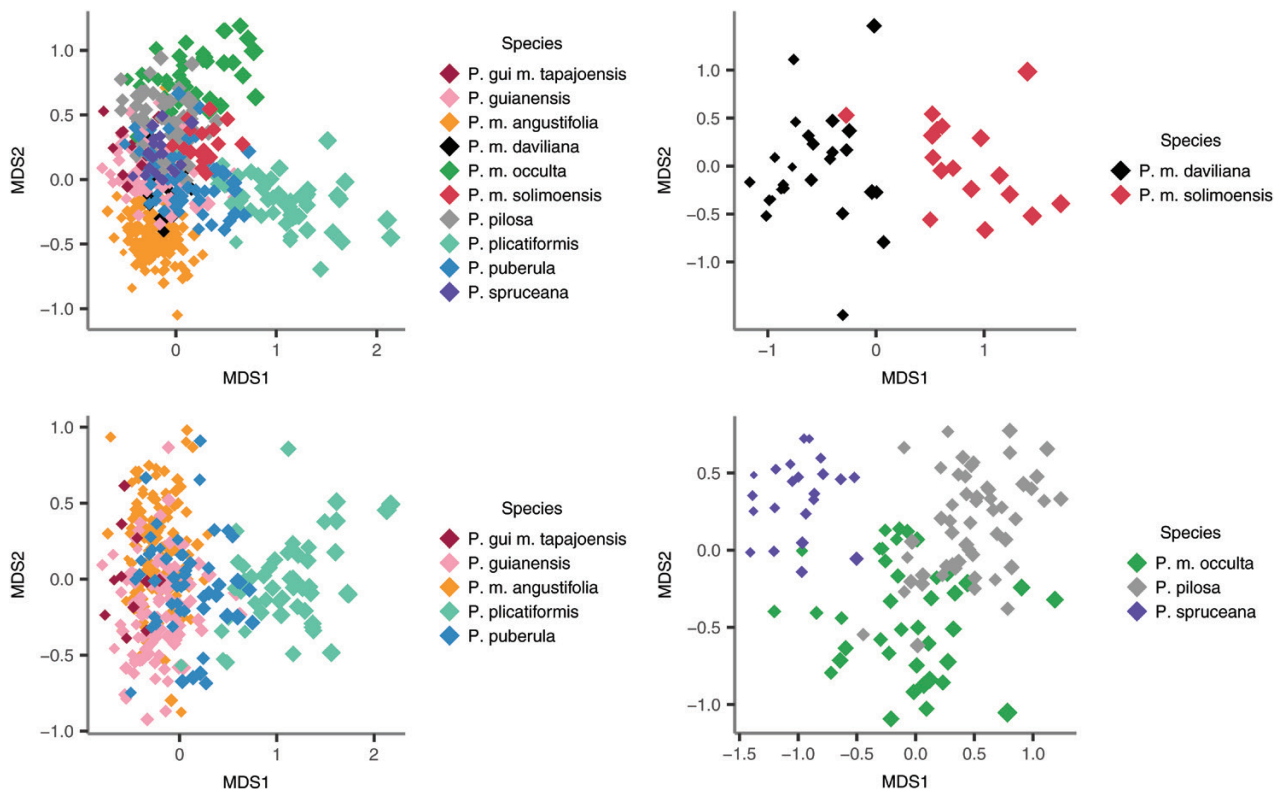 1.0
0.5
0.0
−0.5
−1.0
MDS2
0 1 2
MDS1
Species
P. gui m. tapajoensis
P. guianensis
P. m. angustifolia
P. m. daviliana
P. m. occulta
P. m. solimoensis
P. pilosa
P. plicatiformis
P. puberula
P. spruceana
1.0
0.5
0.0
−0.5
−1.0
MDS2
−1 0 1
MDS1
Species
P. m. daviliana
P. m. solimoensis
1.0
0.5
0.0
−0.5
−1.0
MDS2
0 1 2
MDS1
Species
P. gui m. tapajoensis
P. guianensis
P. m. angustifolia
P. plicatiformis
P. puberula
0.5
0.0
−0.5
−1.0
MDS2
−1.5 −1.0 −0.5 0.0 0.5 1.0
MDS1
Species
P. m. occulta
P. pilosa
P. spruceana